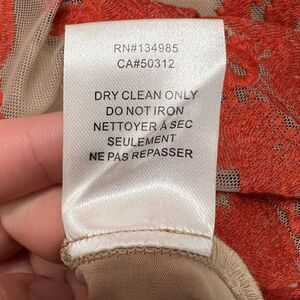 RN#134985
CA#50312
DRY CLEAN ONLY
DO NOT IRON
NETTOYER À SEC
SEULEMENT
NE PAS REPASSER